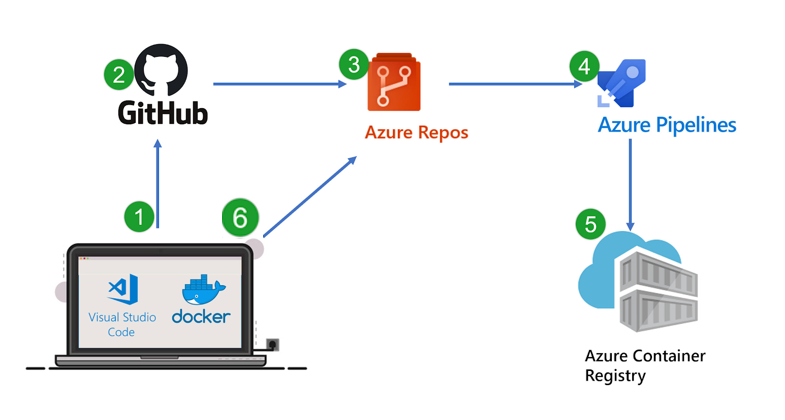 2
GitHub
3
Azure Repos
4
Azure Pipelines
1
6
Visual Studio
Code
docker
5
Azure Container
Registry